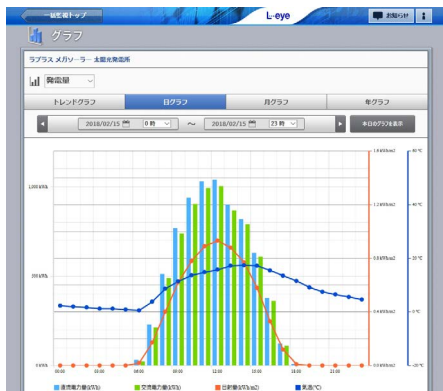 一括監視トップ
L·eye
お知らせ
グラフ
ラプラス メガソーラー 太陽光発電所
発電量
トレンドグラフ 日グラフ 月グラフ 年グラフ
2018/02/15 0 時 ～ 2018/02/15 23 時 本日のグラフを表示
1,000 kWh
500 kWh
0 kWh
1.6 kWh/m2
1.2 kWh/m2
0.8 kWh/m2
0.4 kWh/m2
0.0 kWh/m2
60 ℃
40 ℃
20 ℃
0 ℃
-20 ℃
00:00 03:00 06:00 09:00 12:00 15:00 18:00 21:00
直流電力量(kWh) 交流電力量(kWh) 日射量(kWh/m2) 気温(℃)